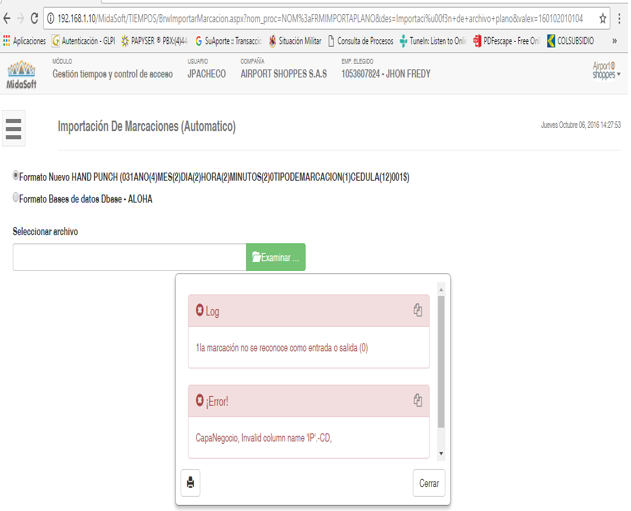 192.168.1.10/MidaSoft/TIEMPOS/BrwImportarMarcacion.aspx?nom_proc=NOM%3aFRMIMPORTAPLANO&des=Importaci%u00f3n+de+archivo+plano&valex=160102010104
Aplicaciones Autenticación - GLPI PAPYSER ® PBX:(4)44 SuAporte :: Transaccio Situación Militar Consulta de Procesos TuneIn: Listen to Onli PDFescape - Free Onl COLSUBSIDIO »
MidaSoft
MÓDULO
Gestión tiempos y control de acceso
USUARIO
JPACHECO
COMPAÑÍA
AIRPORT SHOPPES S.A.S
EMP. ELEGIDO
1053607824 - JHON FREDY
Airport®
shoppes
Importación De Marcaciones (Automatico)
Jueves Octubre 06, 2016 14:27:53
Formato Nuevo HAND PUNCH (031ANO(4)MES(2)DIA(2)HORA(2)MINUTOS(2)0TIPODEMARCACION(1)CEDULA(12)001$)
Formato Bases de datos Dbase - ALOHA
Seleccionar archivo
Examinar ...
Log
1la marcación no se reconoce como entrada o salida (0)
¡Error!
CapaNegocio, Invalid column name 'IP'.-CD,
Cerrar